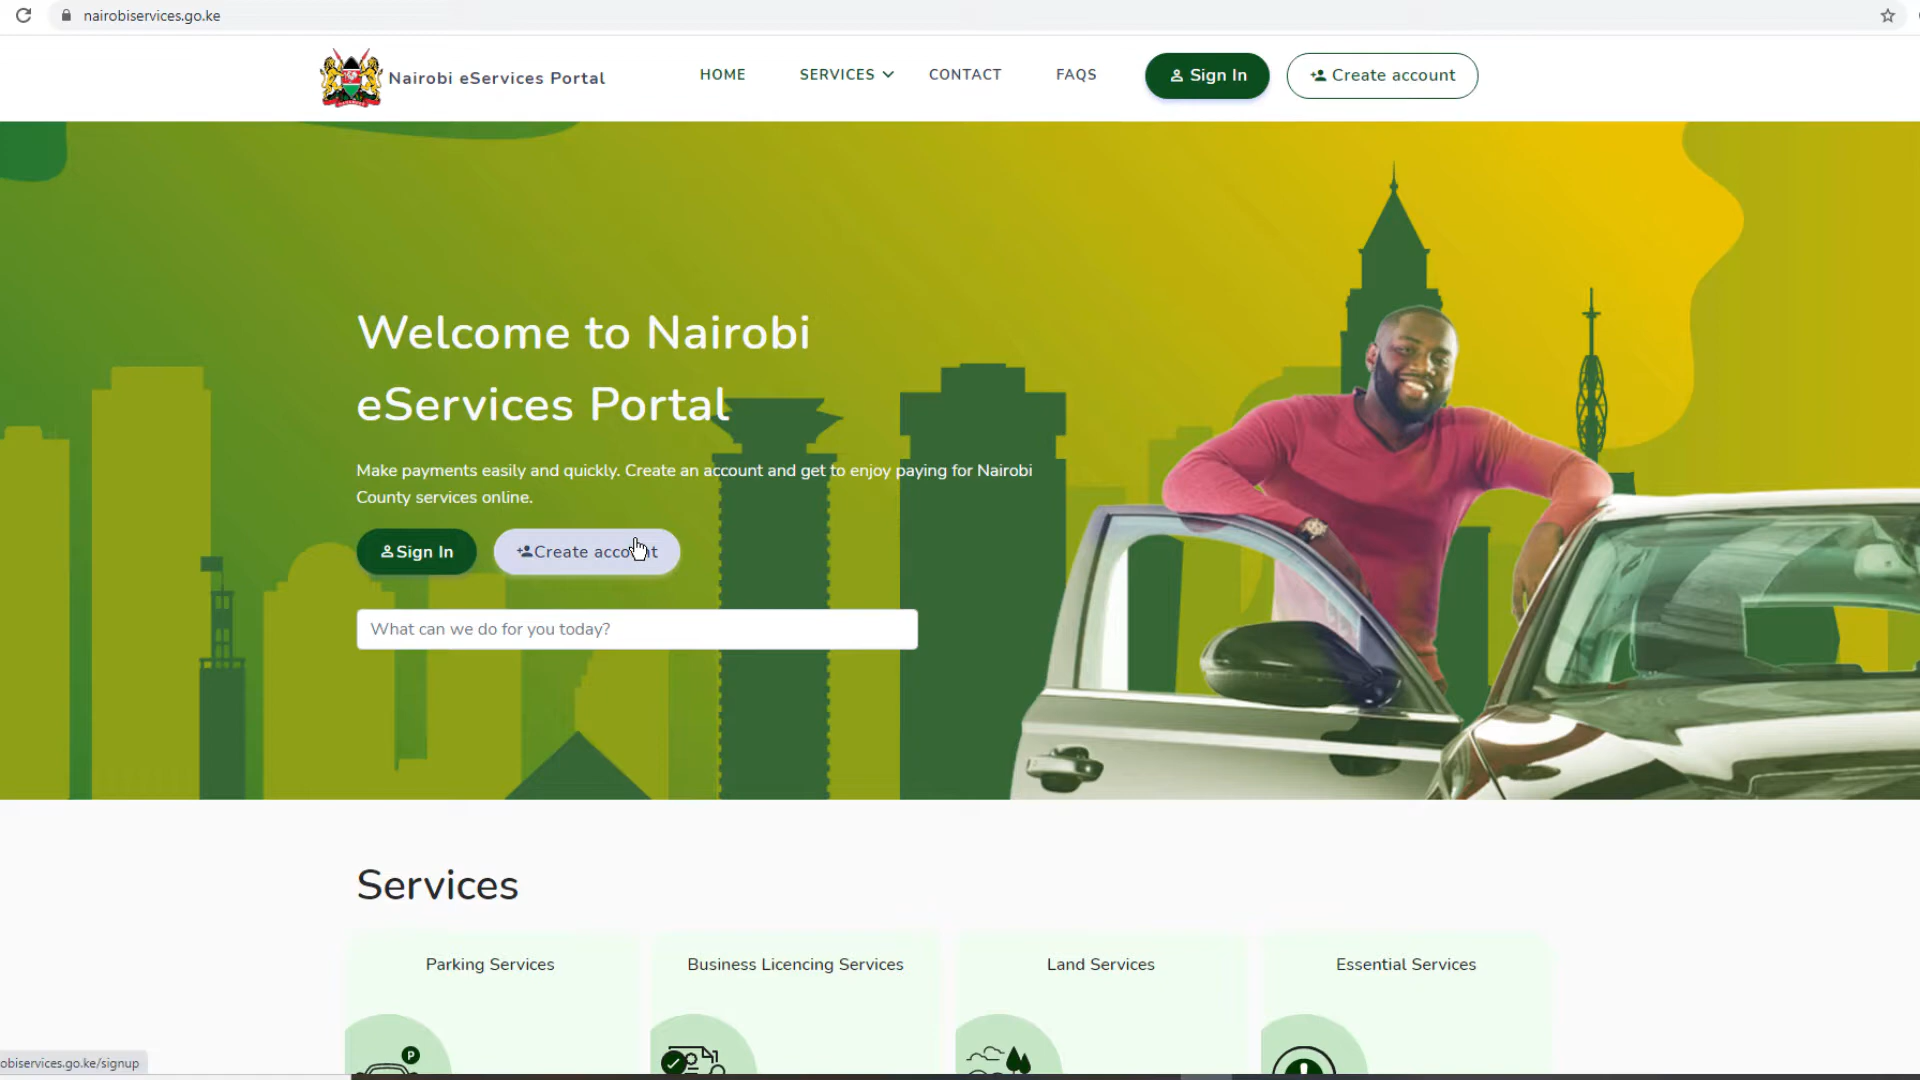 nairobiservices.go.ke
Nairobi eServices Portal
HOME
SERVICES
CONTACT
FAQS
Sign In
Create account
Welcome to Nairobi
eServices Portal
Make payments easily and quickly. Create an account and get to enjoy paying for Nairobi
County services online.
Sign In
Create account
What can we do for you today?
Services
Parking Services
Business Licencing Services
Land Services
Essential Services
P
obiservices.go.ke/signup